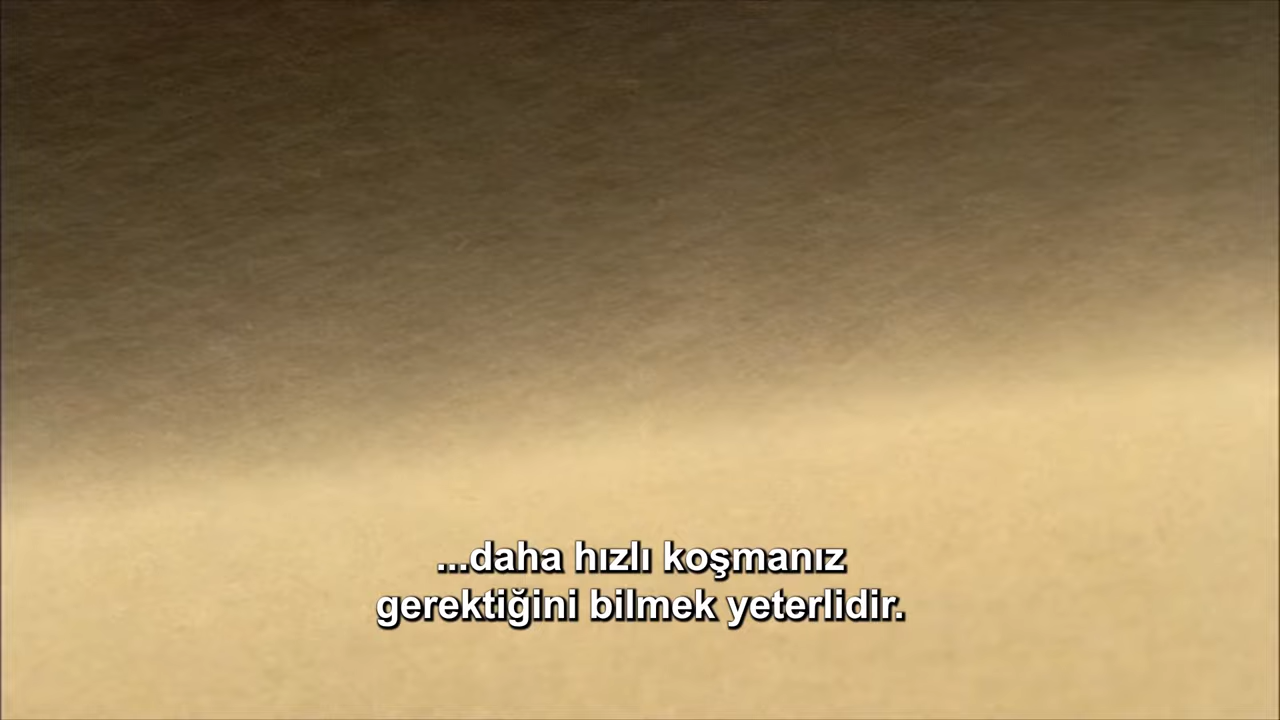 ...daha hızlı koşmanız
gerektiğini bilmek yeterlidir.